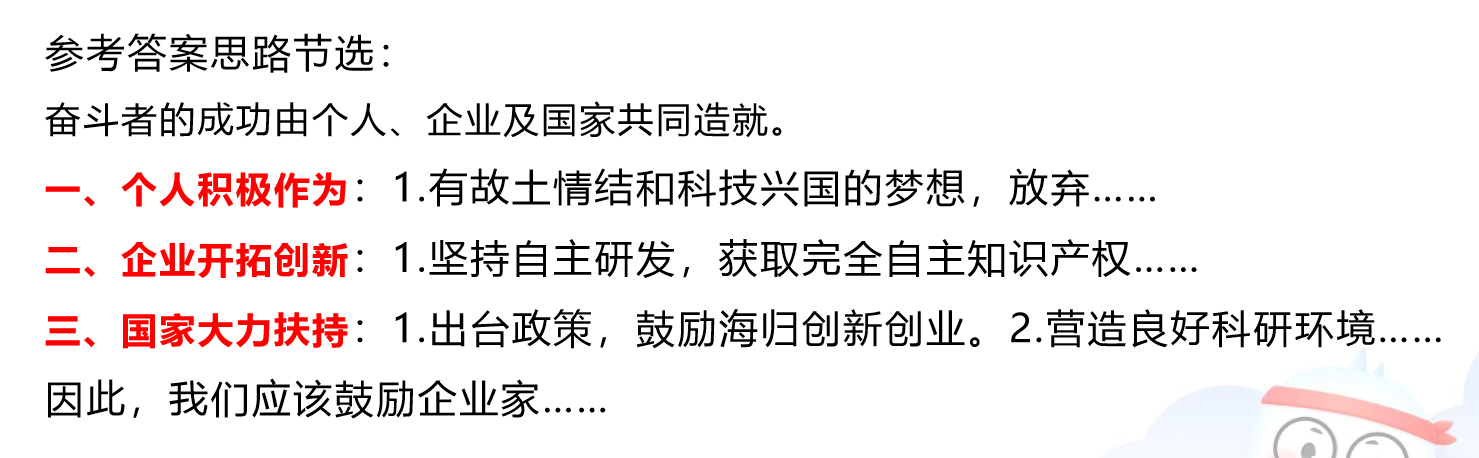 参考答案思路节选：
奋斗者的成功由个人、企业及国家共同造就。
一、个人积极作为：1.有故土情结和科技兴国的梦想，放弃……
二、企业开拓创新：1.坚持自主研发，获取完全自主知识产权……
三、国家大力扶持：1.出台政策，鼓励海归创新创业。2.营造良好科研环境……
因此，我们应该鼓励企业家……